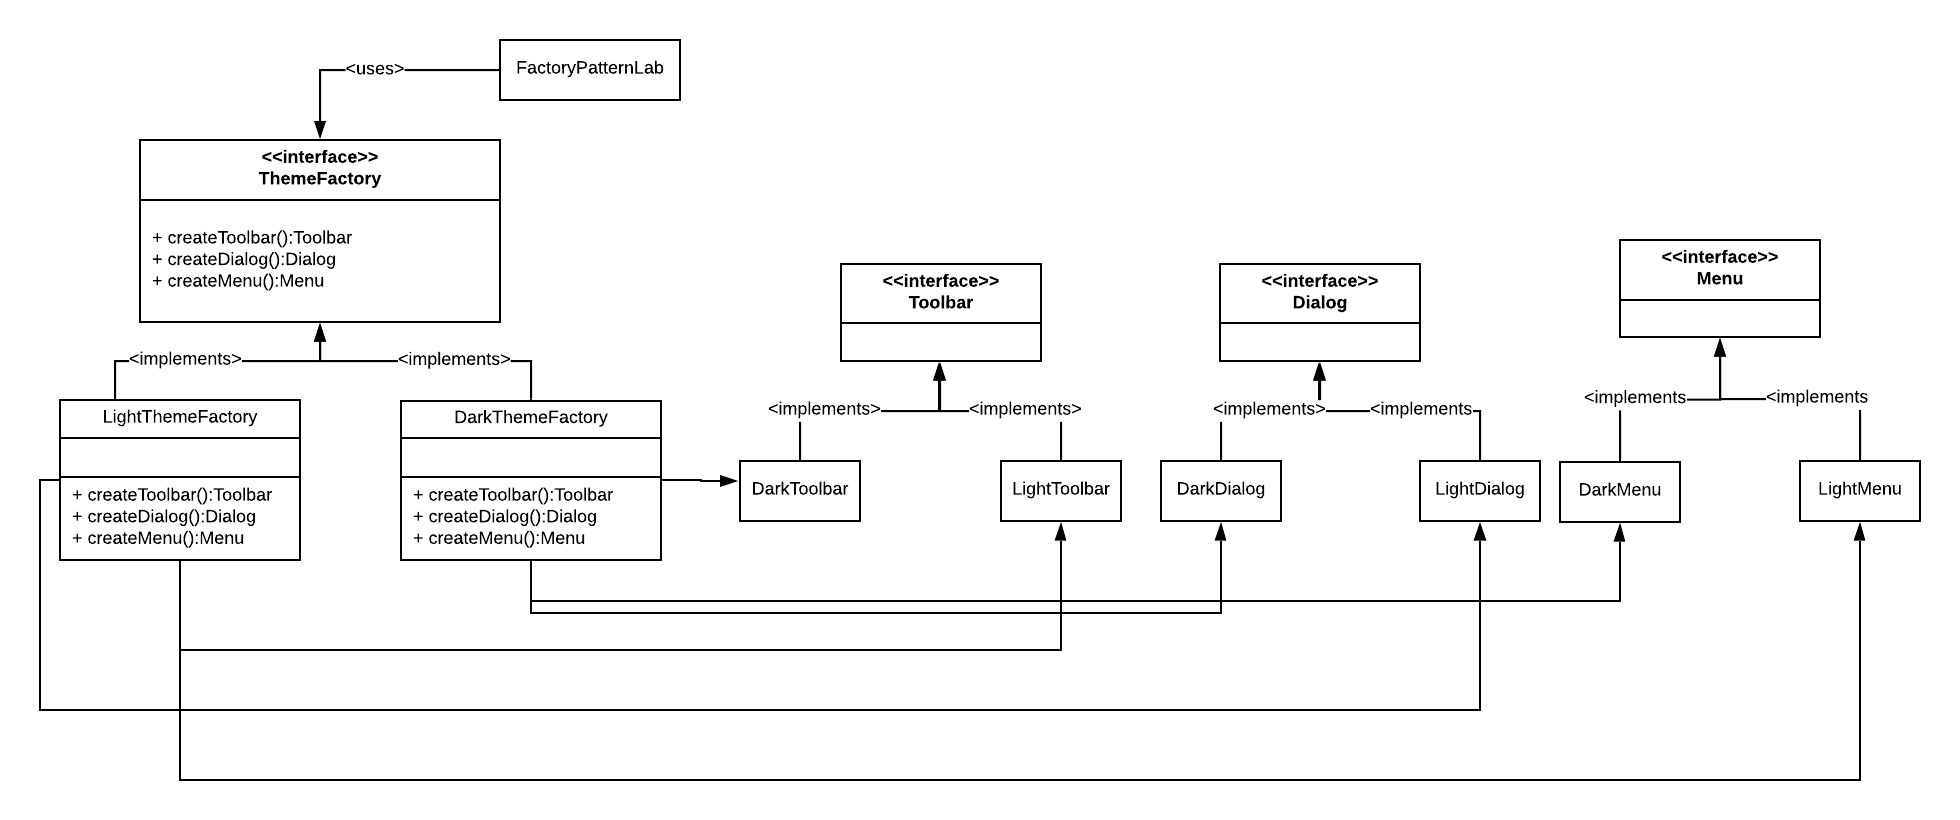 FactoryPatternLab
<uses>
<<interface>>
ThemeFactory
+ createToolbar():Toolbar
+ createDialog():Dialog
+ createMenu():Menu
<implements>
<implements>
LightThemeFactory
+ createToolbar():Toolbar
+ createDialog():Dialog
+ createMenu():Menu
DarkThemeFactory
+ createToolbar():Toolbar
+ createDialog():Dialog
+ createMenu():Menu
<<interface>>
Toolbar
<implements>
<implements>
DarkToolbar
LightToolbar
<<interface>>
Dialog
<implements>
<implements
DarkDialog
LightDialog
<<interface>>
Menu
<implements
<implements
DarkMenu
LightMenu